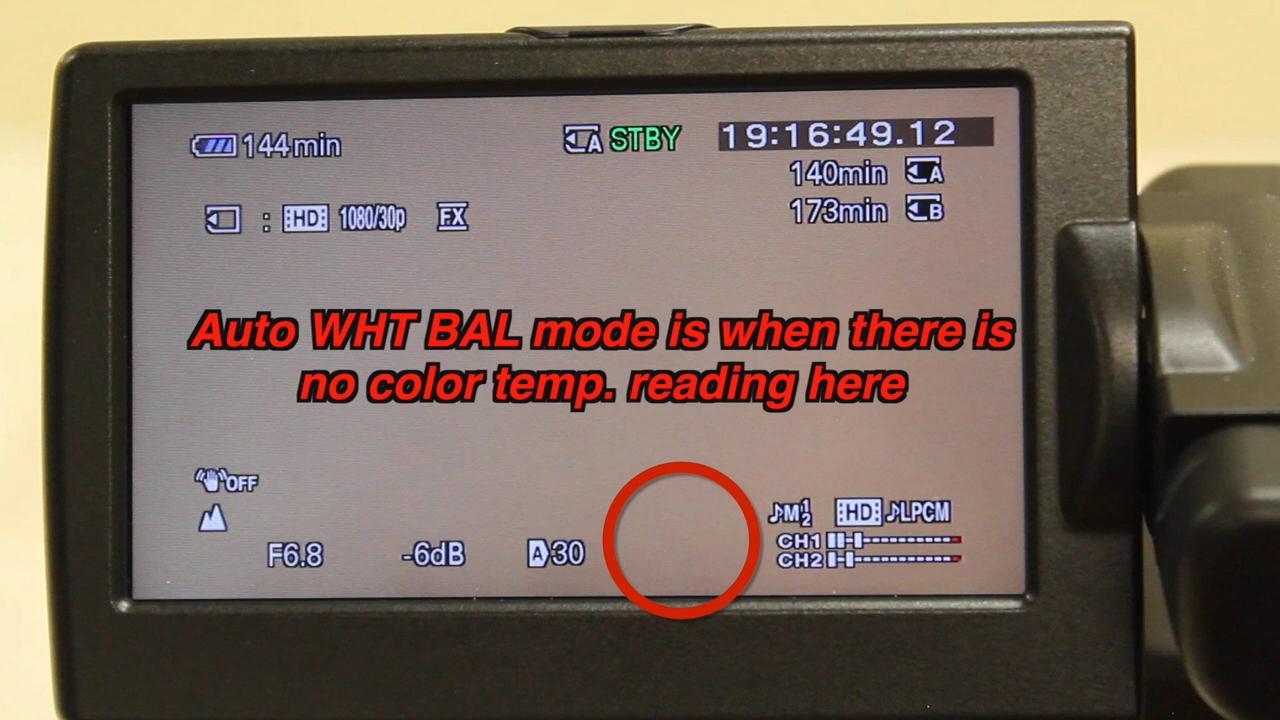 144min A STBY 19:16:49.12
140min A
173min B
: HD 1080/30p FX
Auto WHT BAL mode is when there is
no color temp. reading here
OFF
♪M½ HD ♪LPCM
CH1
F6.8 -6dB A 30
CH2